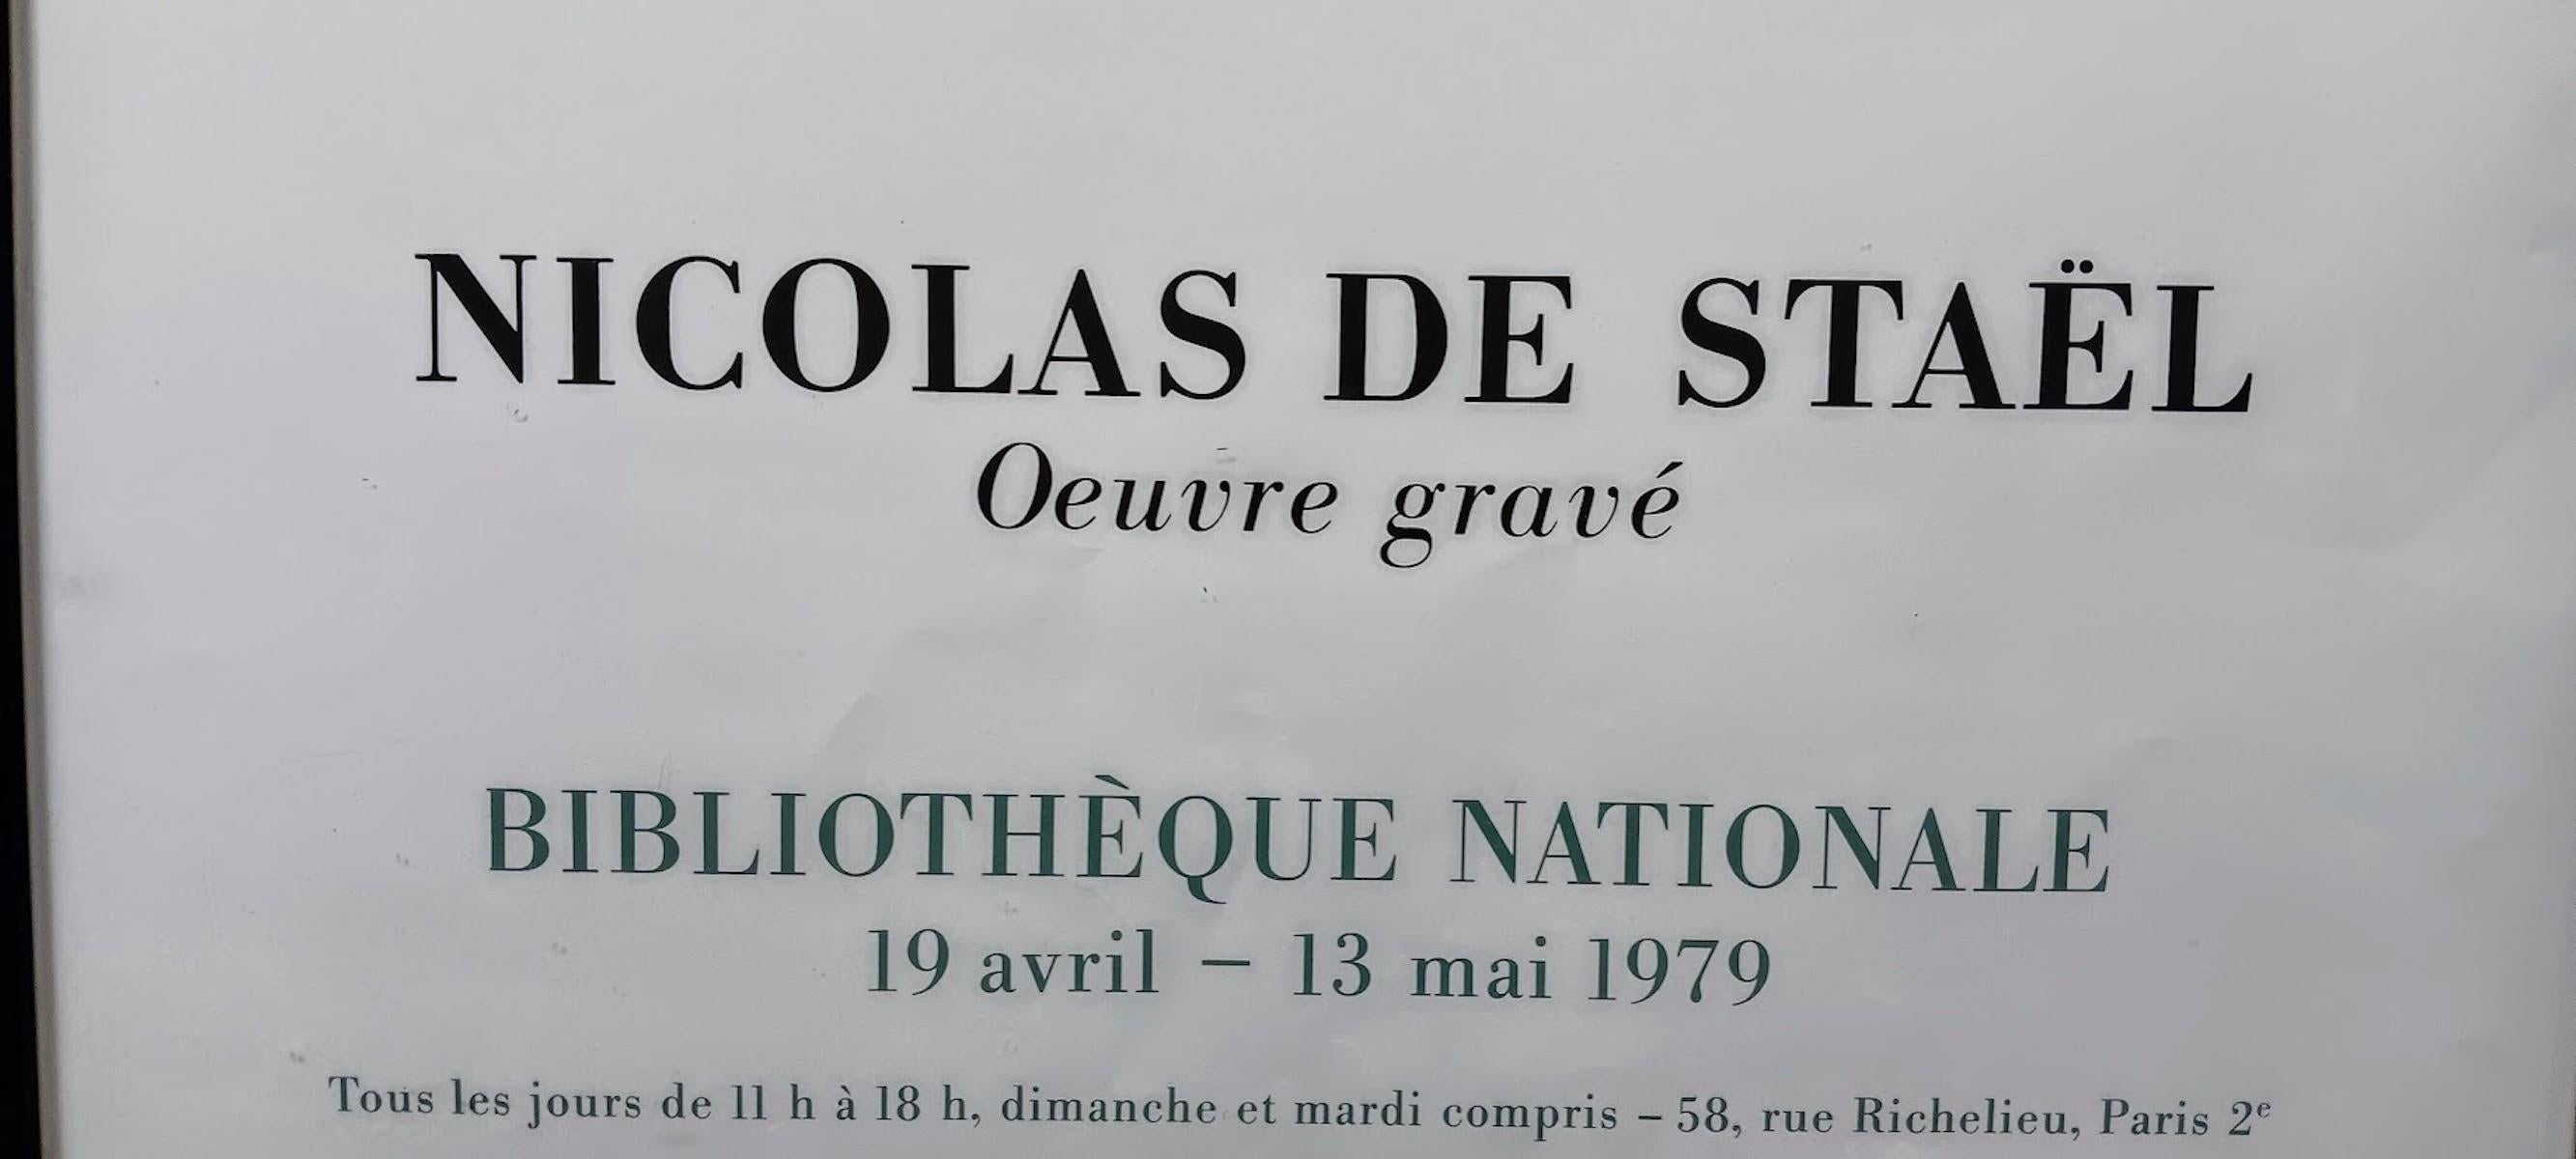 NICOLAS DE STAËL
Oeuvre gravé
BIBLIOTHÈQUE NATIONALE
19 avril – 13 mai 1979
Tous les jours de 11 h à 18 h, dimanche et mardi compris – 58, rue Richelieu, Paris 2ᵉ